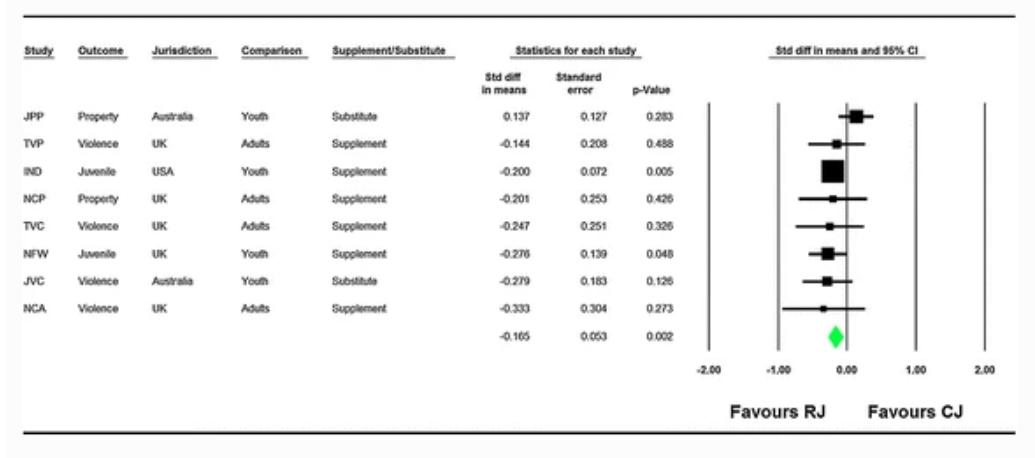 Study Outcome Jurisdiction Comparison Supplement/Substitute Statistics for each study Std diff in means and 95% CI
Std diff in means Standard error p-Value
JPP Property Australia Youth Substitute 0.137 0.127 0.283
TVP Violence UK Adults Supplement -0.144 0.208 0.488
IND Juvenile USA Youth Supplement -0.200 0.072 0.005
NCP Property UK Adults Supplement -0.201 0.253 0.426
TVC Violence UK Adults Supplement -0.247 0.251 0.326
NFW Juvenile UK Youth Supplement -0.276 0.139 0.048
JVC Violence Australia Youth Substitute -0.279 0.183 0.126
NCA Violence UK Adults Supplement -0.333 0.304 0.273
-0.165 0.053 0.002
-2.00 -1.00 0.00 1.00 2.00
Favours RJ Favours CJ